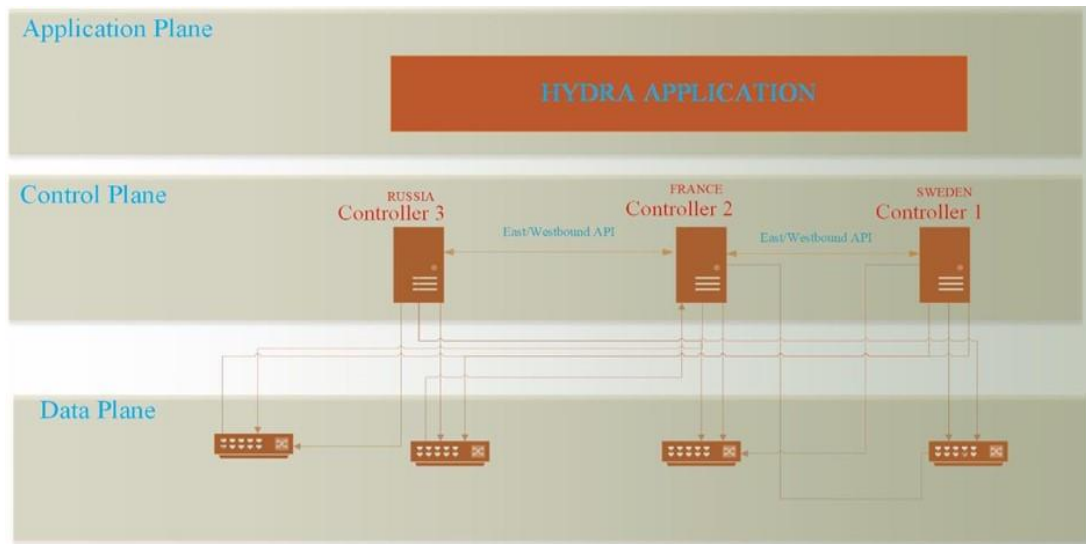 Application Plane
HYDRA APPLICATION
Control Plane
RUSSIA
Controller 3
FRANCE
Controller 2
SWEDEN
Controller 1
East/Westbound API
East/Westbound API
Data Plane